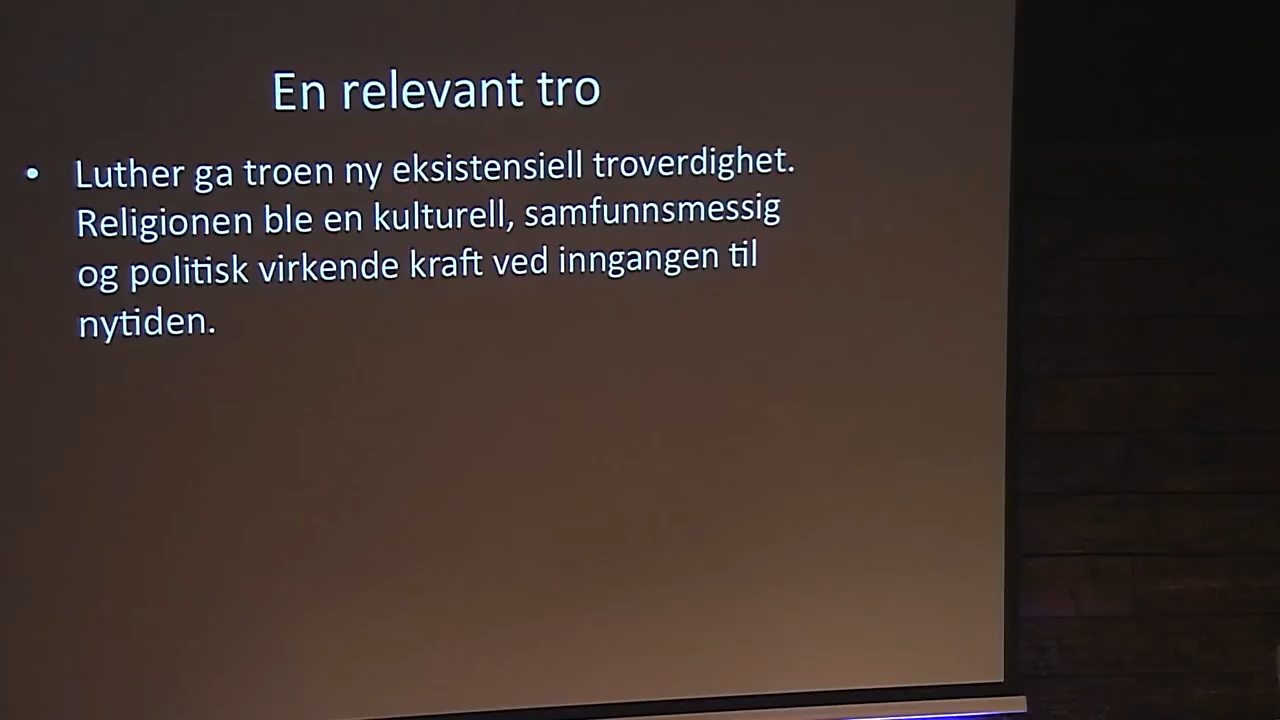 En relevant tro
• Luther ga troen ny eksistensiell troverdighet.
Religionen ble en kulturell, samfunnsmessig
og politisk virkende kraft ved inngangen til
nytiden.